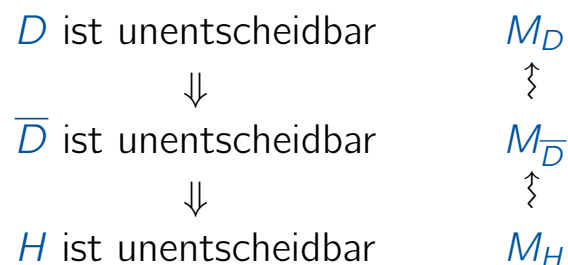 D ist unentscheidbar M_D
⇓ ⇝
D̅ ist unentscheidbar M_D̅
⇓ ⇝
H ist unentscheidbar M_H